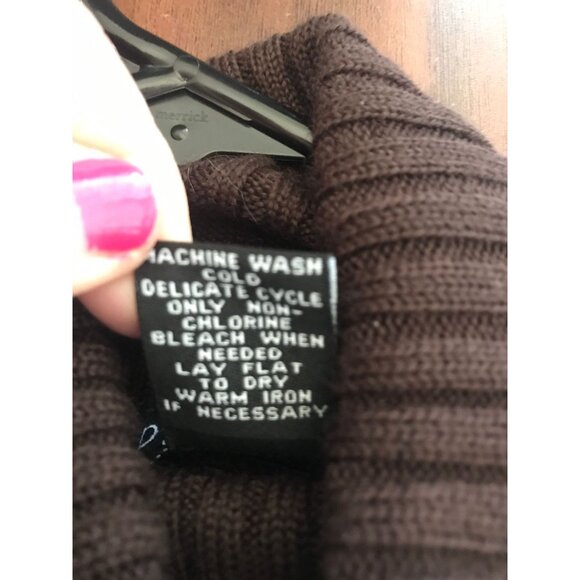 merrick
MACHINE WASH
COLD
DELICATE CYCLE
ONLY NON-
CHLORINE
BLEACH WHEN
NEEDED
LAY FLAT
TO DRY
WARM IRON
IF NECESSARY